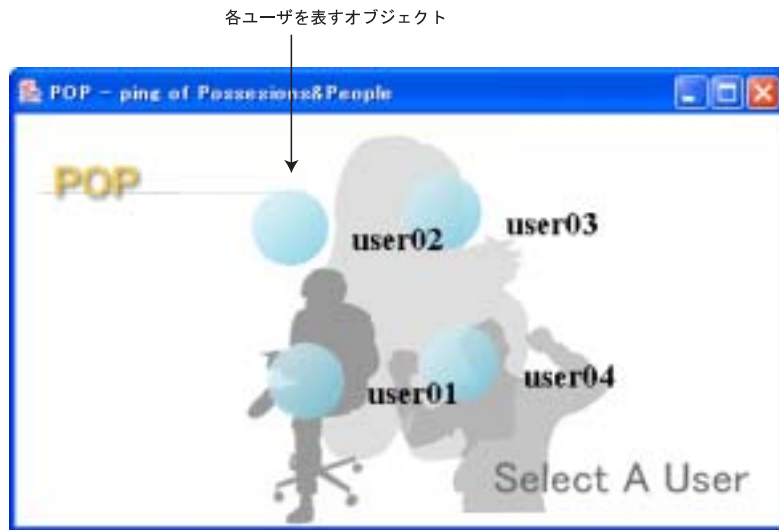 各ユーザを表すオブジェクト
POP - ping of Possesions&People
POP
user02
user03
user01
user04
Select A User